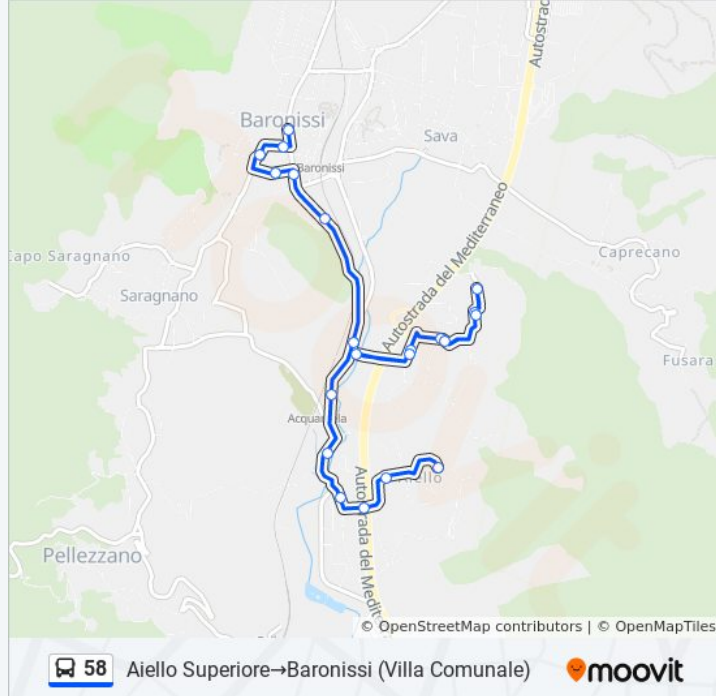 Autostrada
Baronissi
Sava
Baronissi
Autostrada del Mediterraneo
Capo Saragnano
Caprecano
Saragnano
Fusara
Aiello
Autostrada del Medit
Pellezzano
© OpenStreetMap contributors | © OpenMapTiles
58 Aiello Superiore→Baronissi (Villa Comunale) moovit